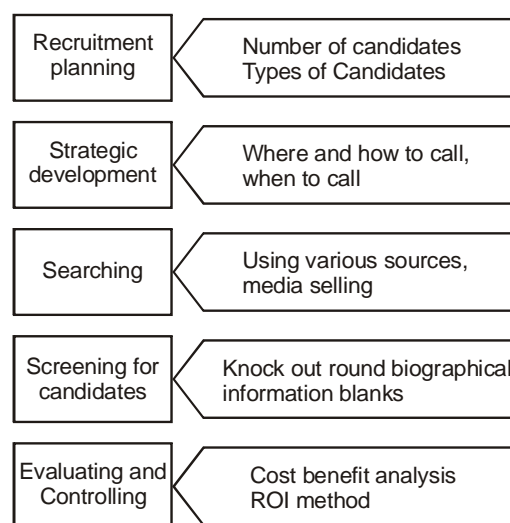 Recruitment
planning
Number of candidates
Types of Candidates
Strategic
development
Where and how to call,
when to call
Searching
Using various sources,
media selling
Screening for
candidates
Knock out round biographical
information blanks
Evaluating and
Controlling
Cost benefit analysis
ROI method